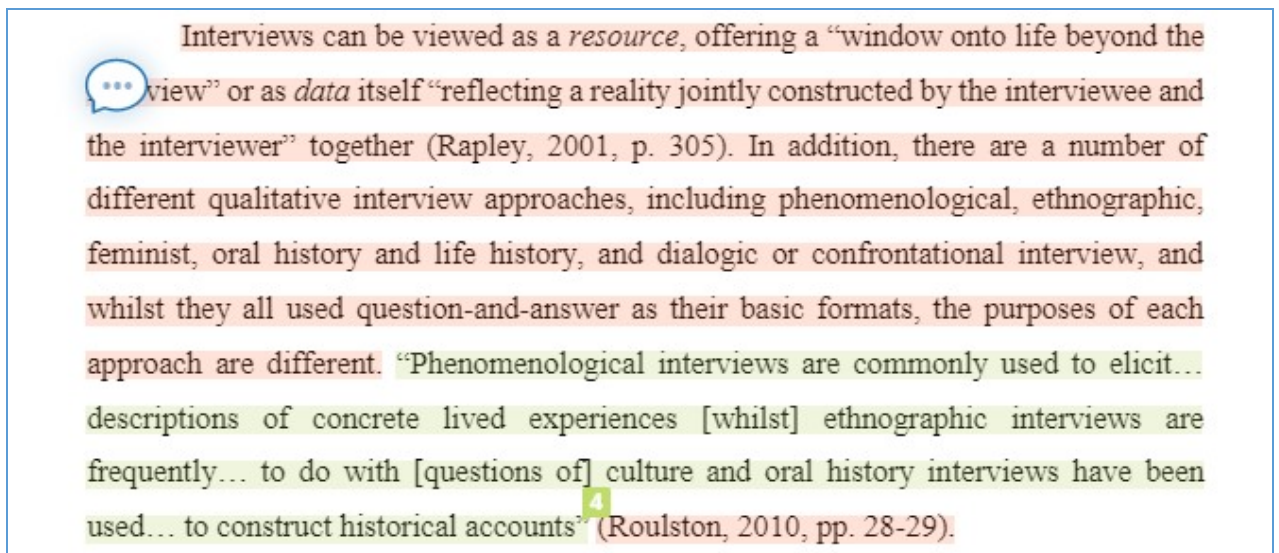 Interviews can be viewed as a resource, offering a “window onto life beyond the
view” or as data itself “reflecting a reality jointly constructed by the interviewee and
the interviewer” together (Rapley, 2001, p. 305). In addition, there are a number of
different qualitative interview approaches, including phenomenological, ethnographic,
feminist, oral history and life history, and dialogic or confrontational interview, and
whilst they all used question-and-answer as their basic formats, the purposes of each
approach are different. “Phenomenological interviews are commonly used to elicit…
descriptions of concrete lived experiences [whilst] ethnographic interviews are
frequently… to do with [questions of] culture and oral history interviews have been
4
used… to construct historical accounts” (Roulston, 2010, pp. 28-29).